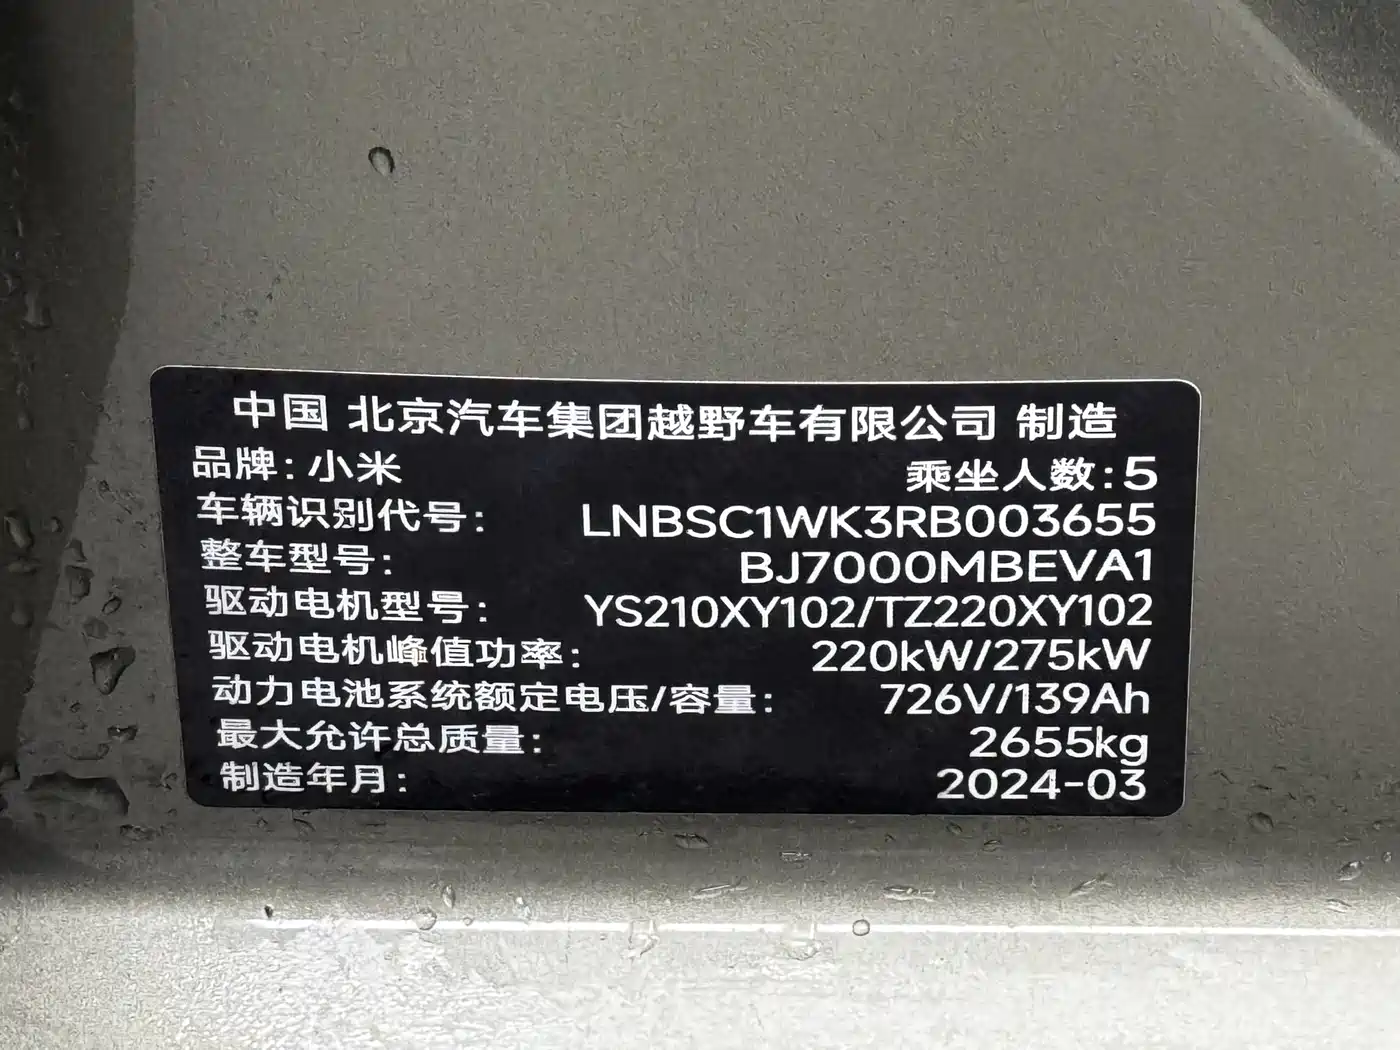 中国 北京汽车集团越野车有限公司 制造
品牌：小米 乘坐人数：5
车辆识别代号： LNBSC1WK3RB003655
整车型号： BJ7000MBEVA1
驱动电机型号： YS210XY102/TZ220XY102
驱动电机峰值功率： 220kW/275kW
动力电池系统额定电压/容量： 726V/139Ah
最大允许总质量： 2655kg
制造年月： 2024-03